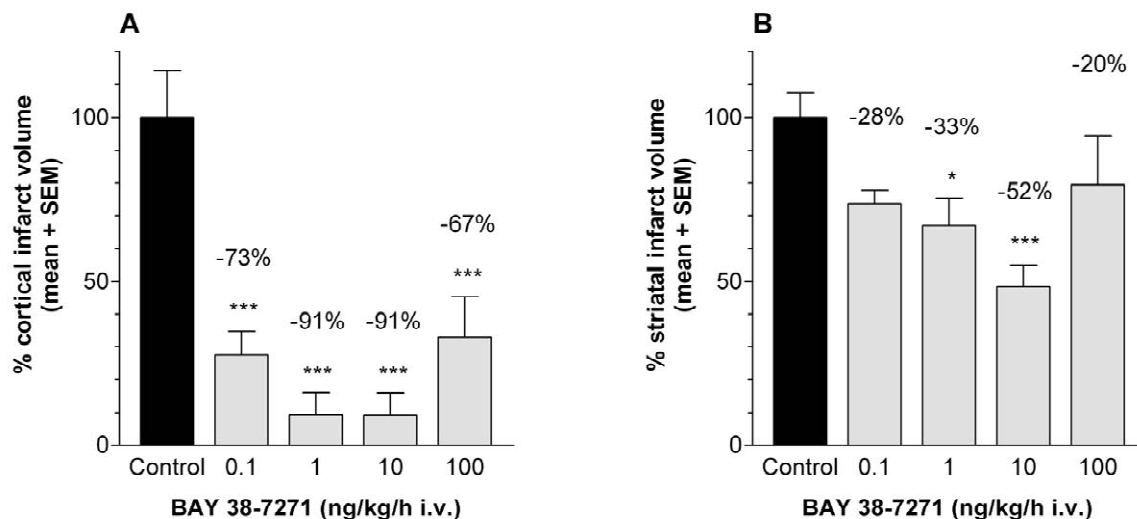 A
% cortical infarct volume
(mean + SEM)
100
50
0
-73%
***
-91%
***
-91%
***
-67%
***
Control 0.1 1 10 100
BAY 38-7271 (ng/kg/h i.v.)
B
% striatal infarct volume
(mean + SEM)
100
50
0
-28%
-33%
*
-52%
***
-20%
Control 0.1 1 10 100
BAY 38-7271 (ng/kg/h i.v.)